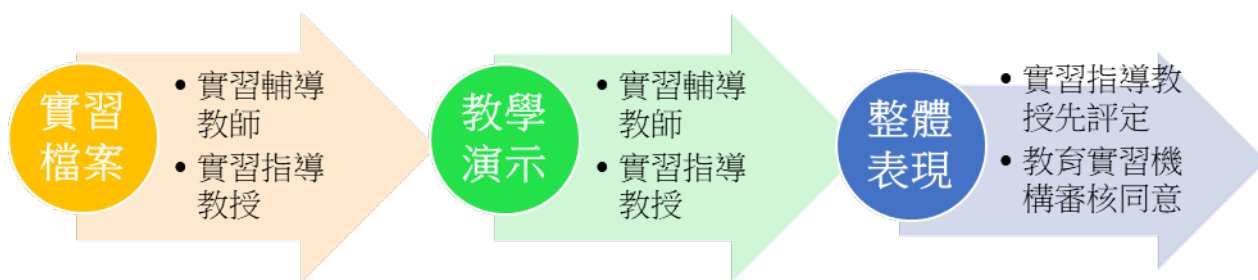 實習
檔案
• 實習輔導
教師
• 實習指導
教授
教學
演示
• 實習輔導
教師
• 實習指導
教授
整體
表現
• 實習指導教
授先評定
• 教育實習機
構審核同意